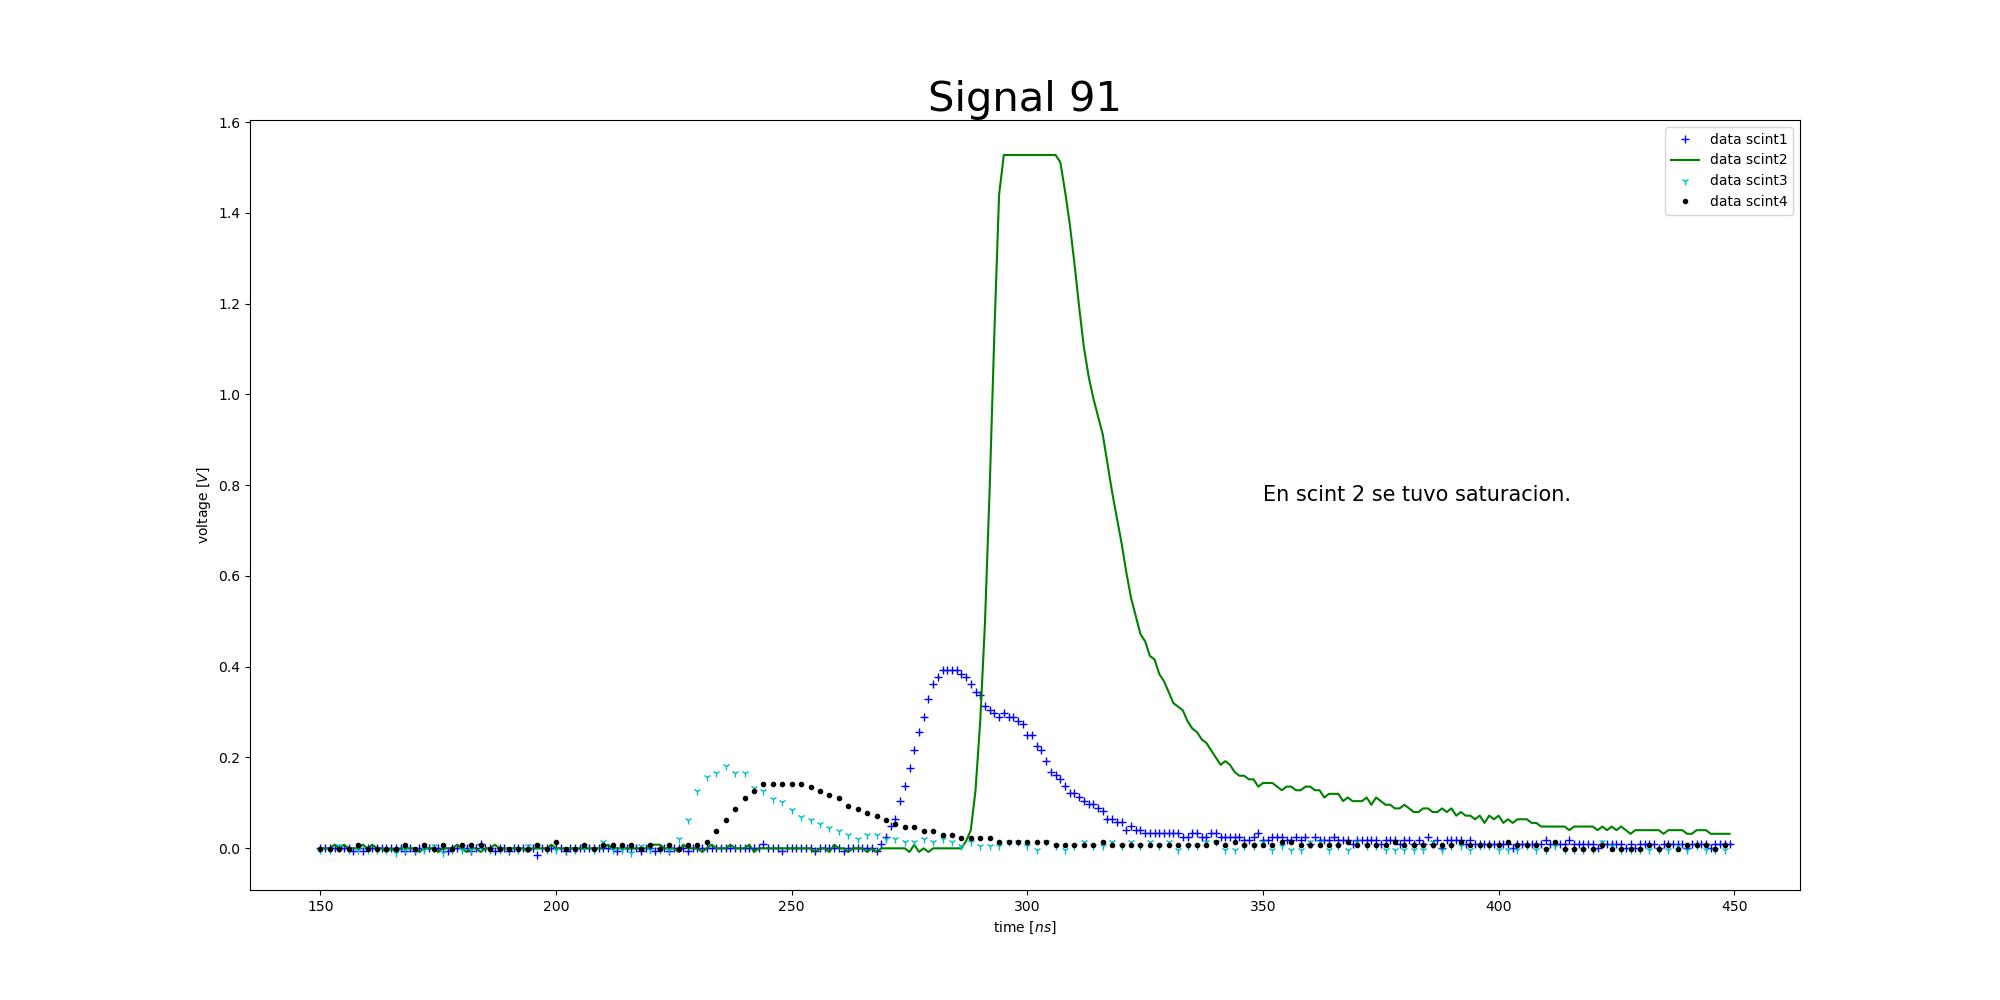 Signal 91
1.6
1.4
1.2
1.0
0.8
0.6
0.4
0.2
0.0
voltage [V]
data scint1
data scint2
data scint3
data scint4
En scint 2 se tuvo saturacion.
150 200 250 300 350 400 450
time [ns]